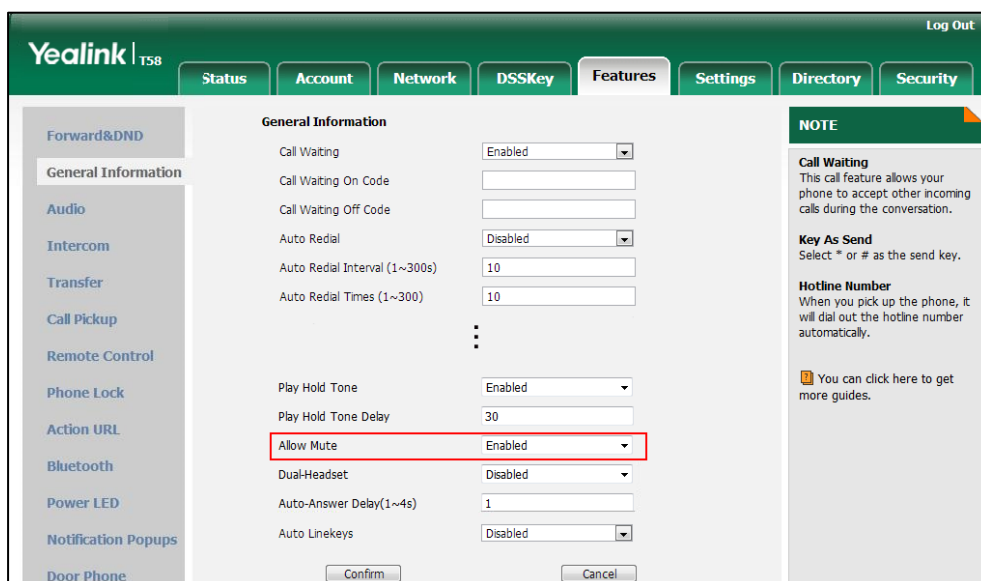 Log Out
Yealink | T58
Status Account Network DSSKey Features Settings Directory Security
Forward&DND
General Information
Audio
Intercom
Transfer
Call Pickup
Remote Control
Phone Lock
Action URL
Bluetooth
Power LED
Notification Popups
Door Phone
General Information
Call Waiting Enabled
Call Waiting On Code
Call Waiting Off Code
Auto Redial Disabled
Auto Redial Interval (1~300s) 10
Auto Redial Times (1~300) 10
Play Hold Tone Enabled
Play Hold Tone Delay 30
Allow Mute Enabled
Dual-Headset Disabled
Auto-Answer Delay(1~4s) 1
Auto Linekeys Disabled
Confirm Cancel
NOTE
Call Waiting
This call feature allows your
phone to accept other incoming
calls during the conversation.
Key As Send
Select * or # as the send key.
Hotline Number
When you pick up the phone, it
will dial out the hotline number
automatically.
You can click here to get
more guides.